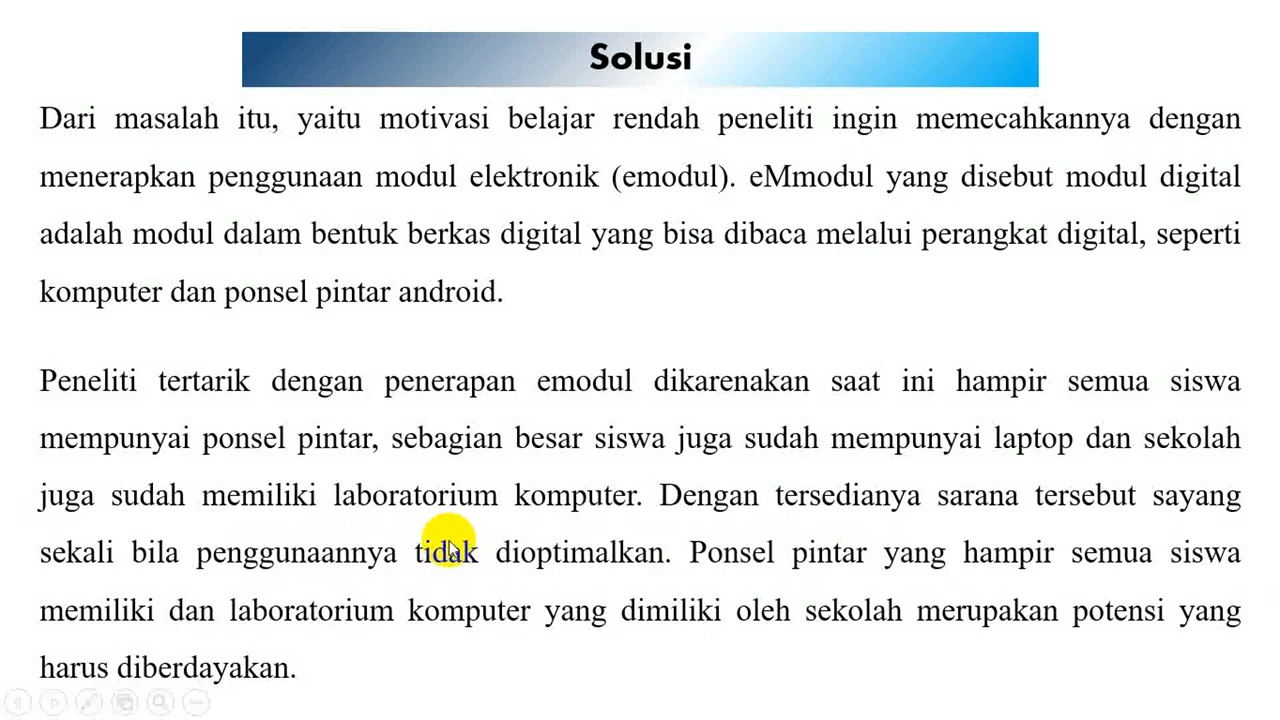 Solusi
Dari masalah itu, yaitu motivasi belajar rendah peneliti ingin memecahkannya dengan
menerapkan penggunaan modul elektronik (emodul). eMmodul yang disebut modul digital
adalah modul dalam bentuk berkas digital yang bisa dibaca melalui perangkat digital, seperti
komputer dan ponsel pintar android.
Peneliti tertarik dengan penerapan emodul dikarenakan saat ini hampir semua siswa
mempunyai ponsel pintar, sebagian besar siswa juga sudah mempunyai laptop dan sekolah
juga sudah memiliki laboratorium komputer. Dengan tersedianya sarana tersebut sayang
sekali bila penggunaannya tidak dioptimalkan. Ponsel pintar yang hampir semua siswa
memiliki dan laboratorium komputer yang dimiliki oleh sekolah merupakan potensi yang
harus diberdayakan.